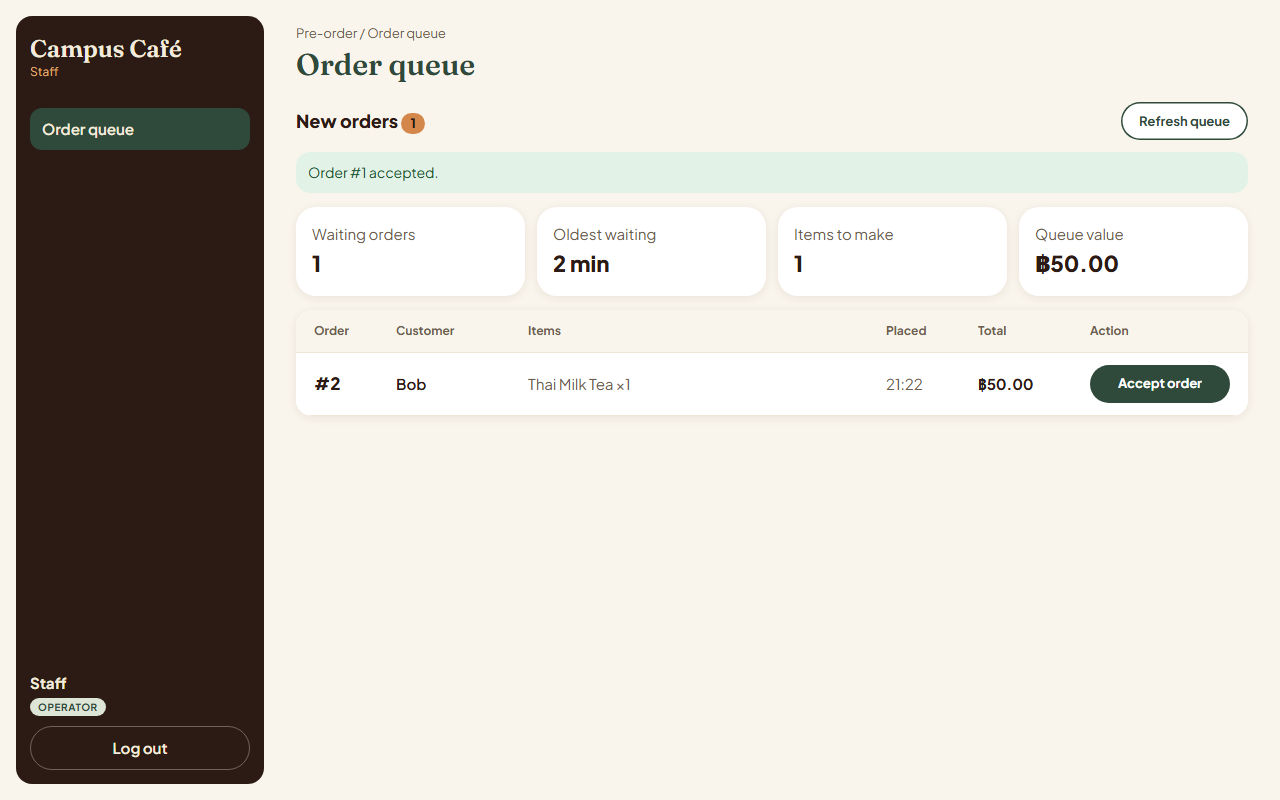 Campus Café
Staff
Order queue
Staff
OPERATOR
Log out
Pre-order / Order queue
Order queue
New orders 1
Refresh queue
Order #1 accepted.
Waiting orders
1
Oldest waiting
2 min
Items to make
1
Queue value
฿50.00
Order Customer Items Placed Total Action
#2 Bob Thai Milk Tea ×1 21:22 ฿50.00 Accept order